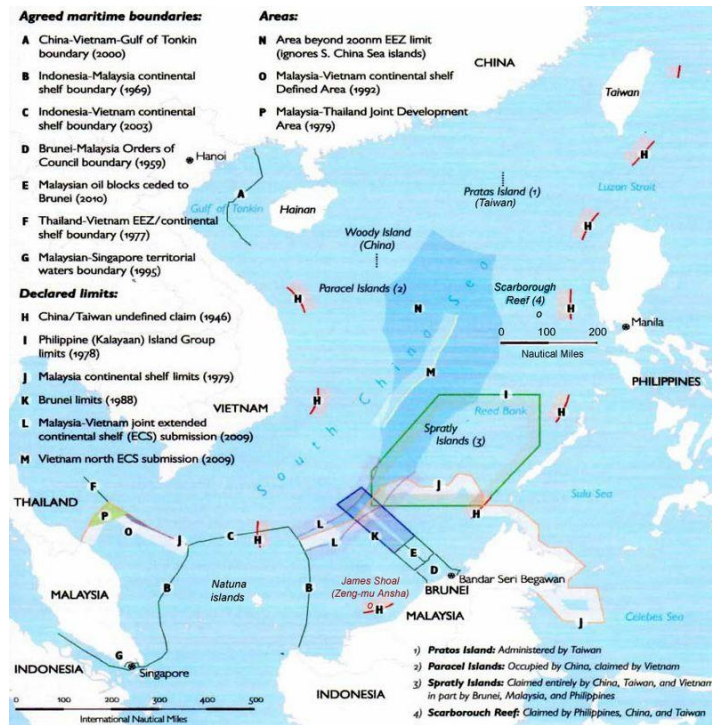 Agreed maritime boundaries:
A China-Vietnam-Gulf of Tonkin
boundary (2000)
B Indonesia-Malaysia continental
shelf boundary (1969)
C Indonesia-Vietnam continental
shelf boundary (2003)
D Brunei-Malaysia Orders of
Council boundary (1959)
E Malaysian oil blocks ceded to
Brunei (2010)
F Thailand-Vietnam EEZ/continental
shelf boundary (1977)
G Malaysian-Singapore territorial
waters boundary (1995)
Declared limits:
H China/Taiwan undefined claim (1946)
I Philippine (Kalayaan) Island Group
limits (1978)
J Malaysia continental shelf limits (1979)
K Brunei limits (1988)
L Malaysia-Vietnam joint extended
continental shelf (ECS) submission (2009)
M Vietnam north ECS submission (2009)
Areas:
N Area beyond 200nm EEZ limit
(ignores S. China Sea islands)
O Malaysia-Vietnam continental shelf
Defined Area (1992)
P Malaysia-Thailand Joint Development
Area (1979)
CHINA
Taiwan
H
Luzon Strait
Hanoi
A
Gulf of Tonkin
Hainan
Pratas Island (1)
(Taiwan)
H
Woody Island
(China)
Paracel Islands (2)
H
N
Scarborough
Reef (4)
H
0 100 200
Nautical Miles
Manila
PHILIPPINES
South China Sea
M
VIETNAM
H
I
Reed Bank
H
Spratly
Islands (3)
THAILAND
F
P
O
J
C
H
L
L
K
J
H
Sulu Sea
E
D
BRUNEI
Bandar Seri Begawan
MALAYSIA
B
Natuna
islands
B
James Shoal
(Zeng-mu Ansha)
H
MALAYSIA
J
Celebes Sea
G
Singapore
INDONESIA
INDONESIA
0 100 200 300 400 500
International Nautical Miles
1) Pratos Island: Administered by Taiwan
2) Paracel Islands: Occupied by China, claimed by Vietnam
3) Spratly Islands: Claimed entirely by China, Taiwan, and Vietnam
in part by Brunei, Malaysia, and Philippines
4) Scarborouch Reef: Claimed by Philippines, China, and Taiwan